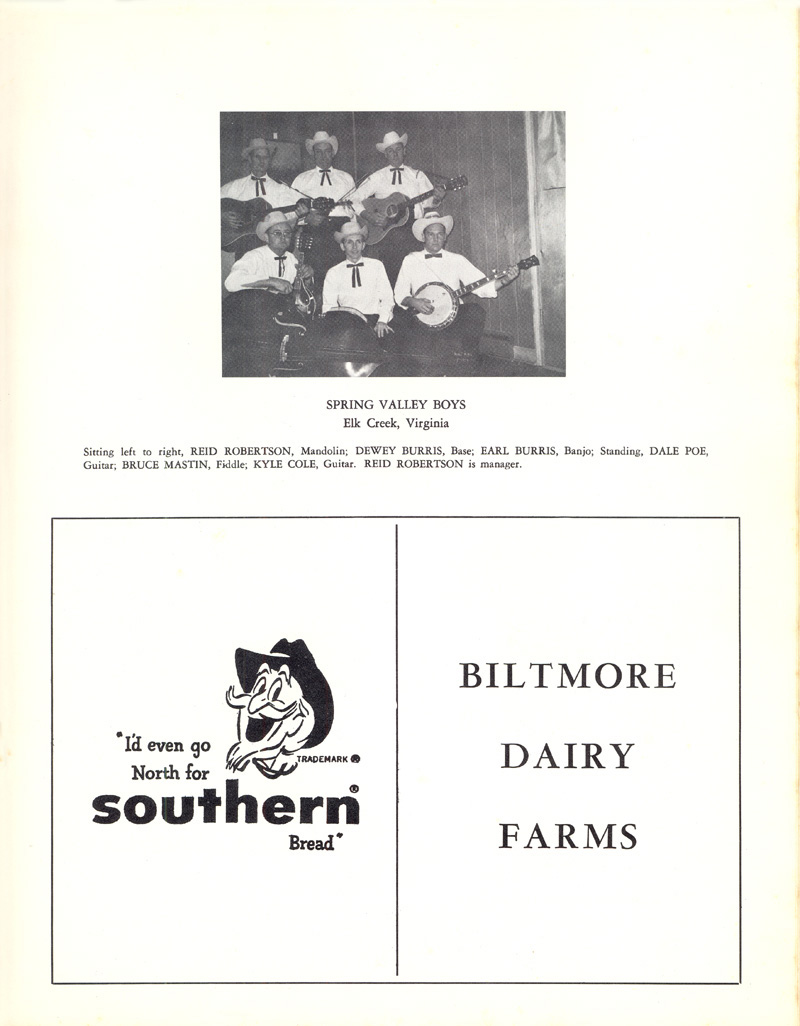 SPRING VALLEY BOYS
Elk Creek, Virginia
Sitting left to right, REID ROBERTSON, Mandolin; DEWEY BURRIS, Base; EARL BURRIS, Banjo; Standing, DALE POE,
Guitar; BRUCE MASTIN, Fiddle; KYLE COLE, Guitar. REID ROBERTSON is manager.
"I'd even go
North for
TRADEMARK ®
southern®
Bread"
BILTMORE
DAIRY
FARMS